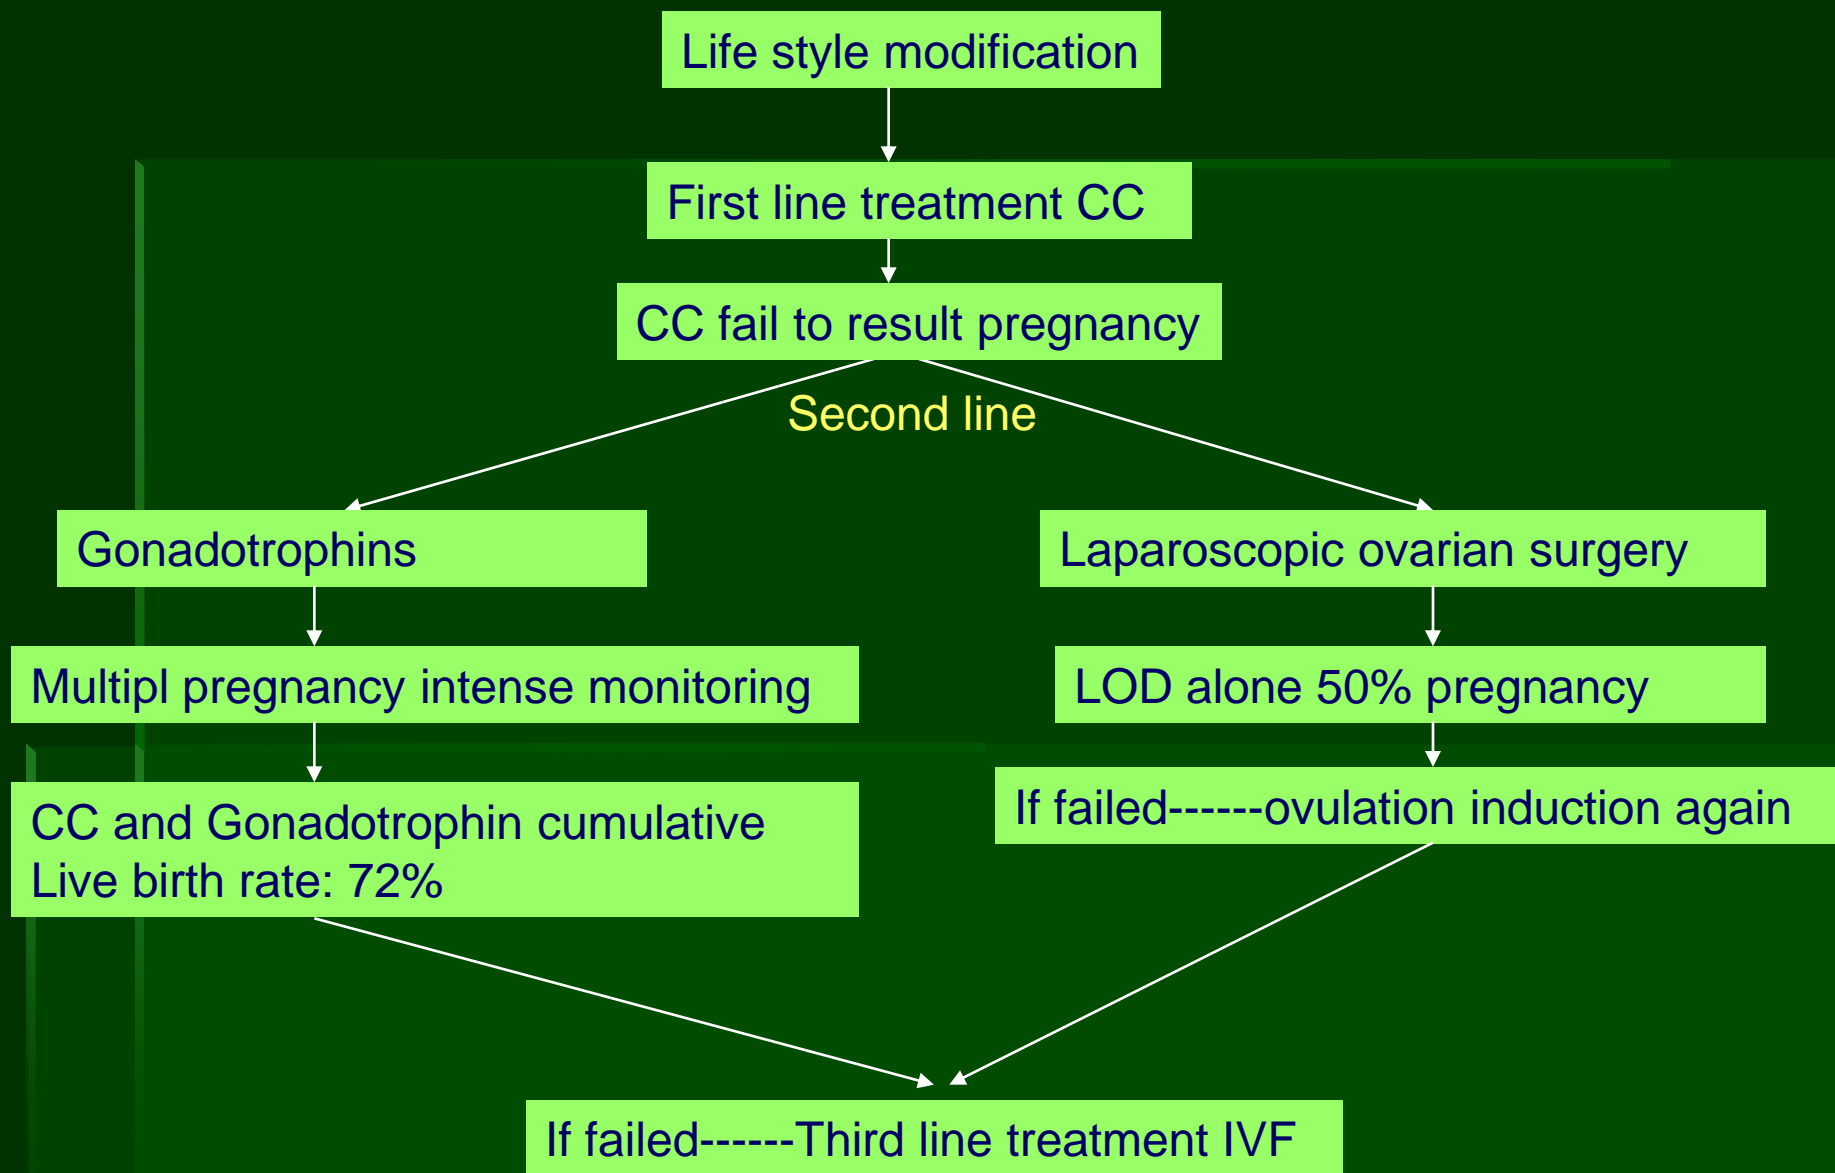 Life style modification
First line treatment CC
CC fail to result pregnancy
Second line
Gonadotrophins
Laparoscopic ovarian surgery
Multipl pregnancy intense monitoring
LOD alone 50% pregnancy
CC and Gonadotrophin cumulative
Live birth rate: 72%
If failed------ovulation induction again
If failed------Third line treatment IVF